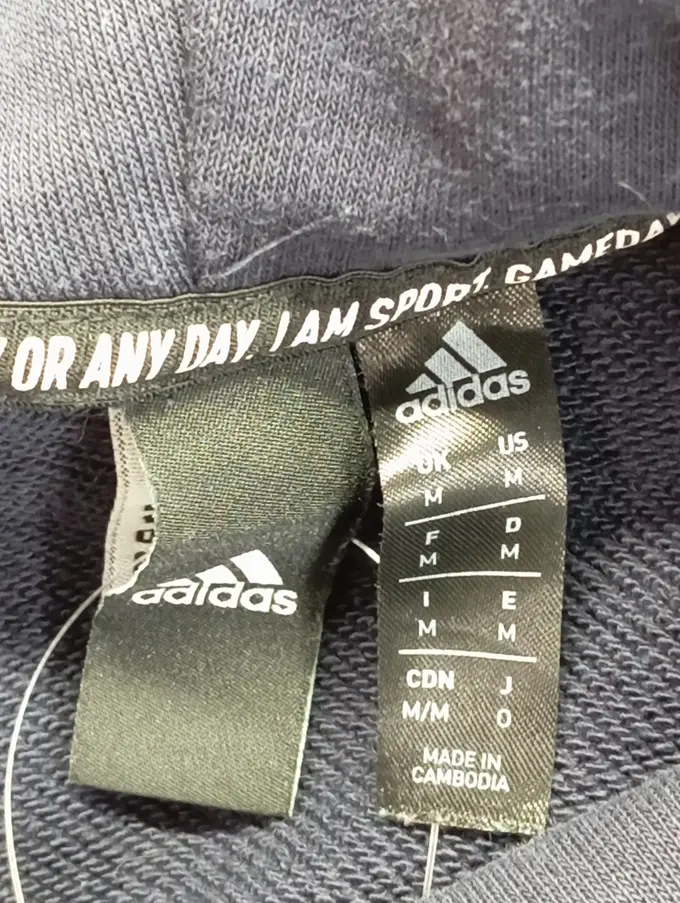 OR ANY DAY. I AM SPORT. GAMEDAY
adidas
UK US
M M
F D
M M
I E
M M
CDN J
M/M O
MADE IN
CAMBODIA
adidas